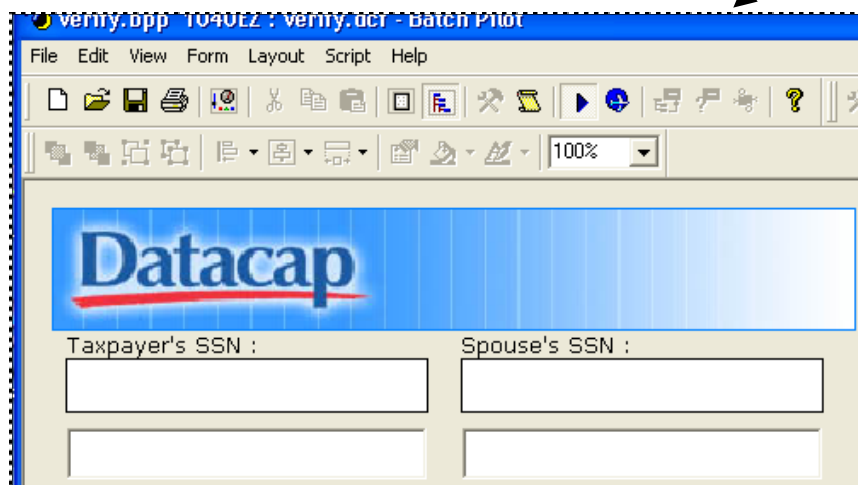 Verify.bpp 1040EZ : Verify.dcf - Batch Pilot
File Edit View Form Layout Script Help
100%
Datacap
Taxpayer's SSN :
Spouse's SSN :